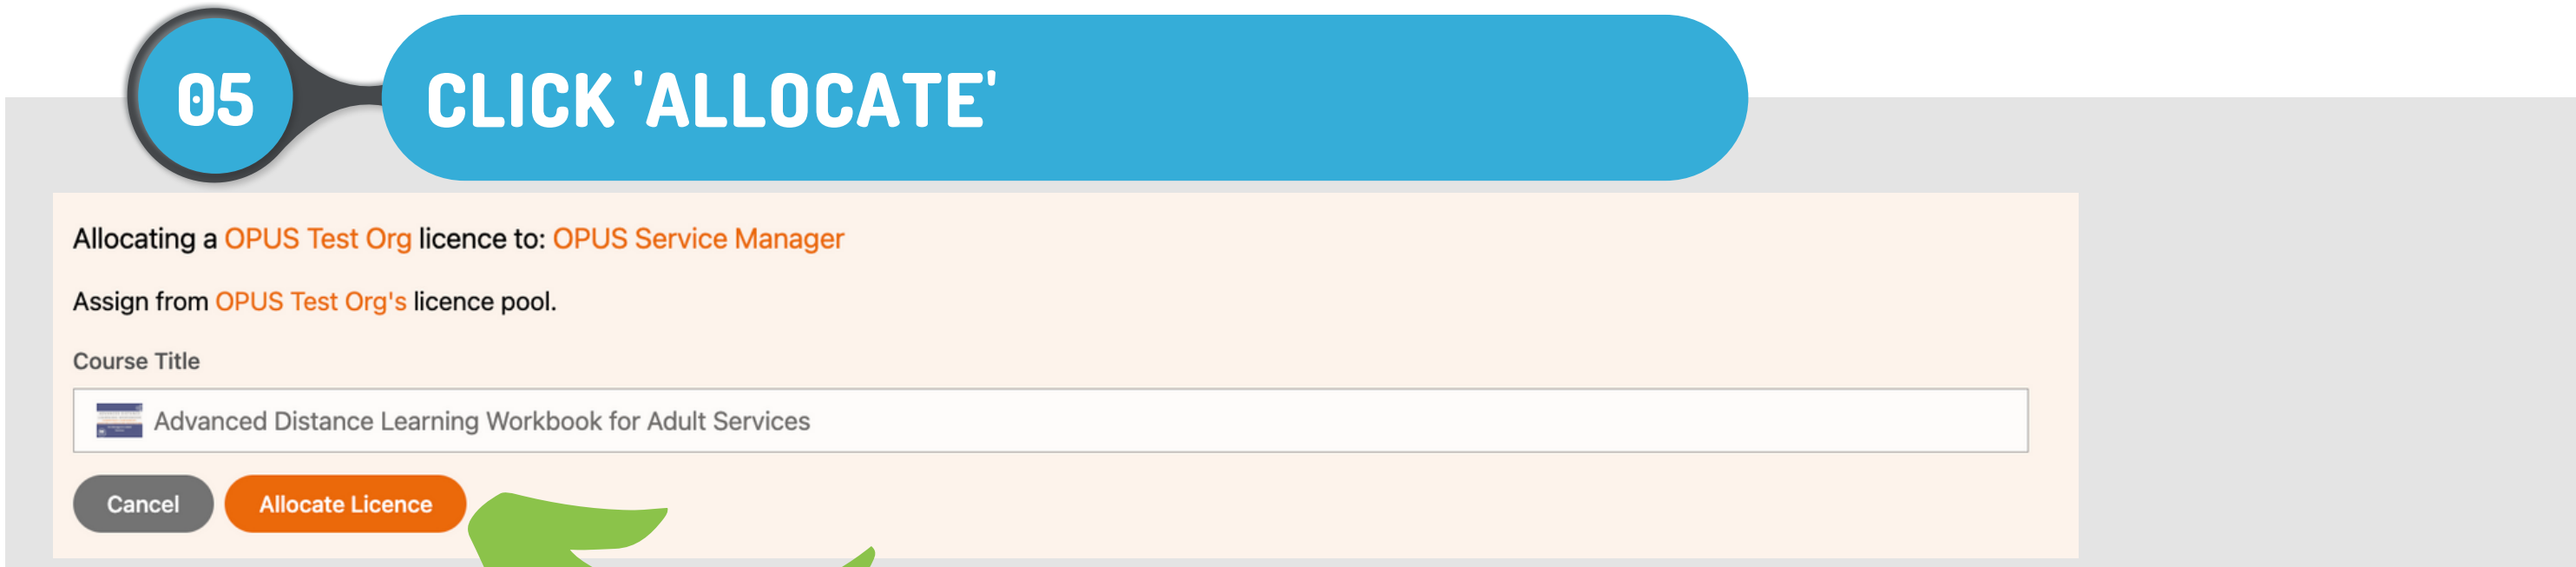 05
CLICK 'ALLOCATE'
Allocating a OPUS Test Org licence to: OPUS Service Manager
Assign from OPUS Test Org's licence pool.
Course Title
Advanced Distance Learning Workbook for Adult Services
Cancel
Allocate Licence